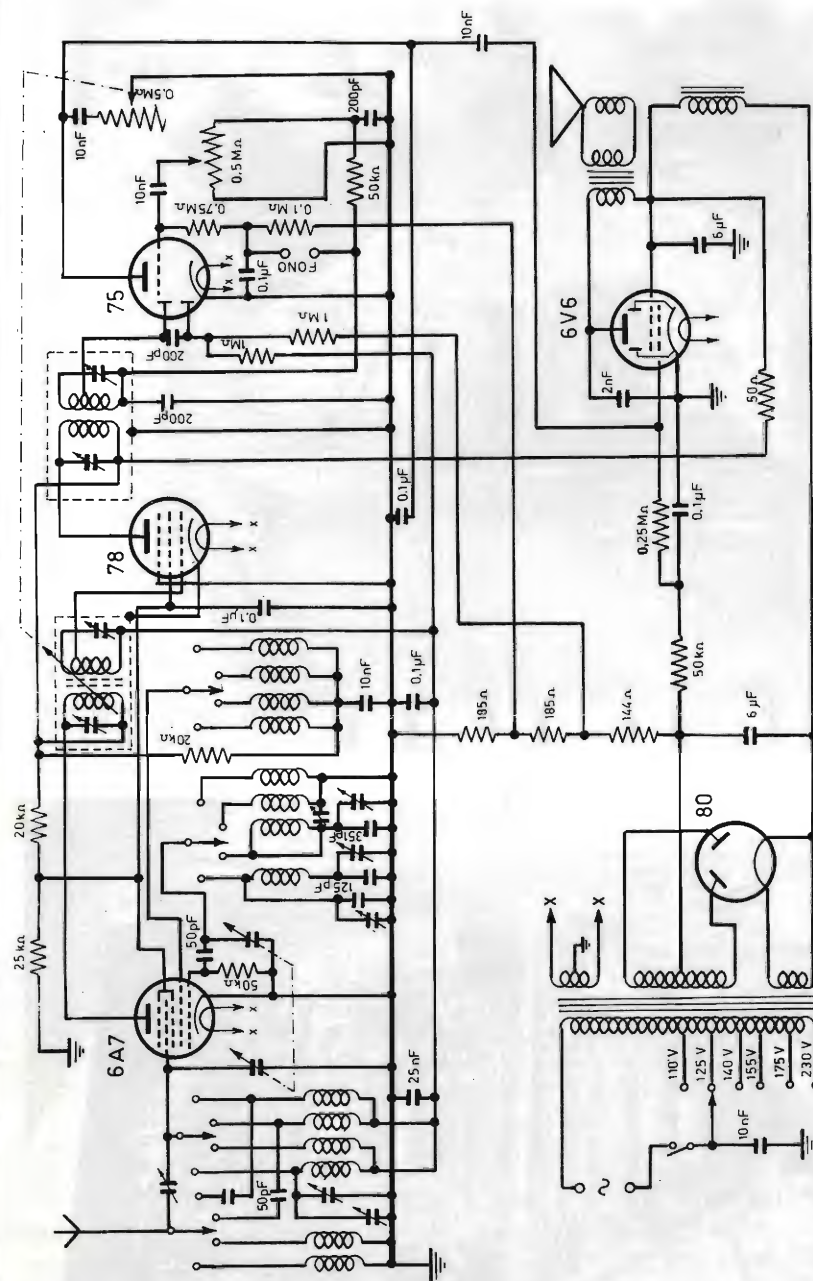 10nF
0.5MΩ
10nF
200pF
10nF
0,5 MΩ
50kΩ
0.75MΩ
0.1MΩ
FONO
0.1µF
75
x
x
200pF
1MΩ
1MΩ
200pF
6µF
6V6
2nF
50Ω
0.1µF
0,25MΩ
0.1µF
78
x
x
0.1µF
10nF
0.1µF
20kΩ
50kΩ
185Ω
185Ω
144Ω
6µF
20kΩ
351pF
125pF
80
25kΩ
50pF
50kΩ
6A7
x
x
X
X
25nF
50pF
110V
125V
140V
155V
175V
230V
10nF
~